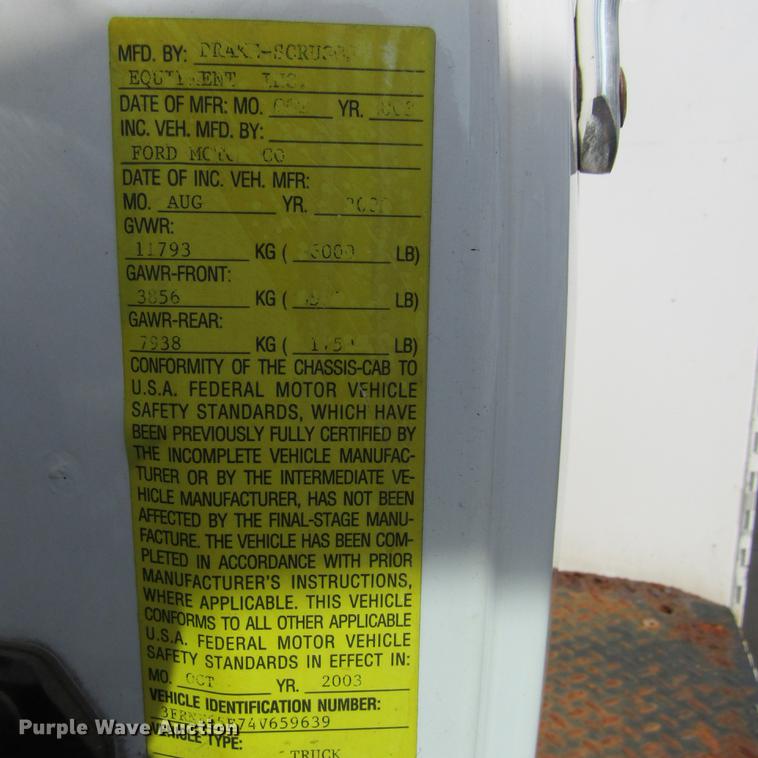 MFD. BY:
DATE OF MFR: MO. YR.
INC. VEH. MFD. BY:
FORD CO
DATE OF INC. VEH. MFR:
MO. AUG YR.
GVWR:
11793 KG ( LB)
GAWR-FRONT:
3856 KG ( LB)
GAWR-REAR:
7938 KG ( LB)
CONFORMITY OF THE CHASSIS-CAB TO
U.S.A. FEDERAL MOTOR VEHICLE
SAFETY STANDARDS, WHICH HAVE
BEEN PREVIOUSLY FULLY CERTIFIED BY
THE INCOMPLETE VEHICLE MANUFAC-
TURER OR BY THE INTERMEDIATE VE-
HICLE MANUFACTURER, HAS NOT BEEN
AFFECTED BY THE FINAL-STAGE MANU-
FACTURE. THE VEHICLE HAS BEEN COM-
PLETED IN ACCORDANCE WITH PRIOR
MANUFACTURER'S INSTRUCTIONS,
WHERE APPLICABLE. THIS VEHICLE
CONFORMS TO ALL OTHER APPLICABLE
U.S.A. FEDERAL MOTOR VEHICLE
SAFETY STANDARDS IN EFFECT IN:
MO. OCT YR. 2003
VEHICLE IDENTIFICATION NUMBER:
Purple Wave Auction
TYPE:
TRUCK